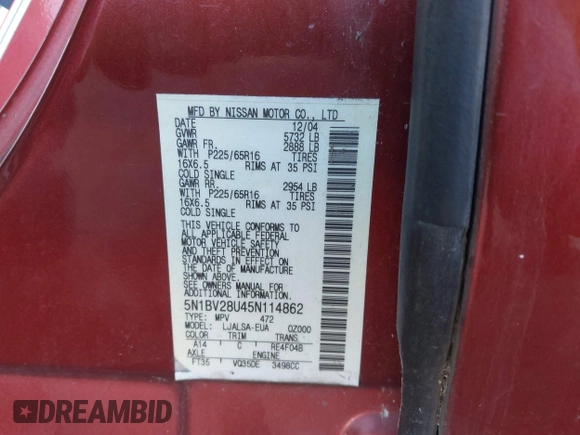 MFD BY NISSAN MOTOR CO., LTD
DATE 12/04
GVWR 5732 LB
GAWR FR. 2888 LB
WITH P225/65R16 TIRES
16X6.5 RIMS AT 35 PSI
COLD SINGLE
GAWR RR. 2954 LB
WITH P225/65R16 TIRES
16X6.5 RIMS AT 35 PSI
COLD SINGLE
THIS VEHICLE CONFORMS TO
ALL APPLICABLE FEDERAL
MOTOR VEHICLE SAFETY
AND THEFT PREVENTION
STANDARDS IN EFFECT ON
THE DATE OF MANUFACTURE
SHOWN ABOVE.
SEE OWNERS MANUAL FOR
ADDITIONAL INFORMATION.
5N1BV28U45N114862
TYPE: MPV 472
MODEL: LJALSA-EUA 0Z000
COLOR TRIM TRANS
A14 C RE4F04B
AXLE ENGINE
FT35 VQ35DE 3498CC
DREAMBID